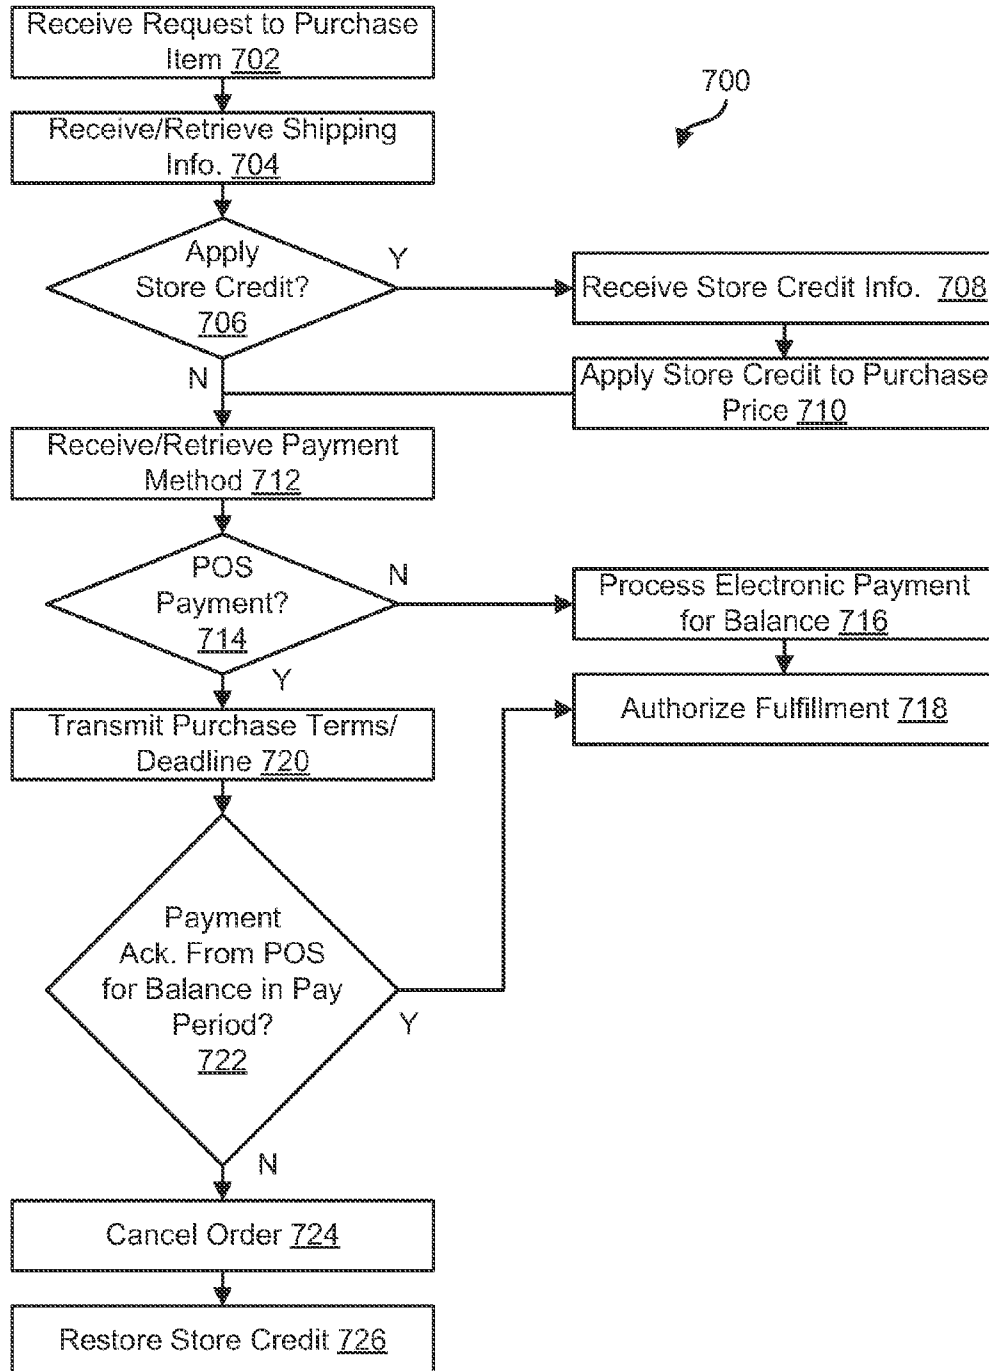 Receive Request to Purchase
Item 702
700
Receive/Retrieve Shipping
Info. 704
Apply
Store Credit?
706
Y
N
Receive Store Credit Info. 708
Apply Store Credit to Purchase
Price 710
Receive/Retrieve Payment
Method 712
POS
Payment?
714
N
Y
Process Electronic Payment
for Balance 716
Authorize Fulfillment 718
Transmit Purchase Terms/
Deadline 720
Payment
Ack. From POS
for Balance in Pay
Period?
722
Y
N
Cancel Order 724
Restore Store Credit 726